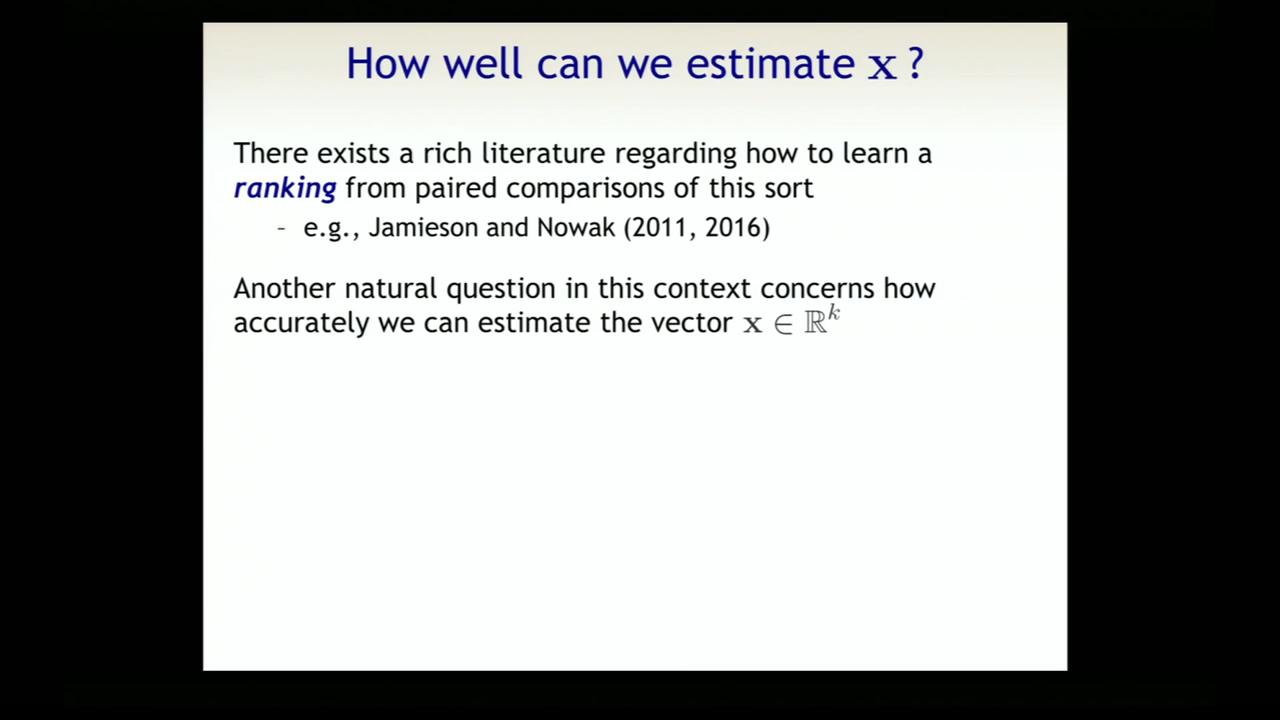 How well can we estimate x ?
There exists a rich literature regarding how to learn a
ranking from paired comparisons of this sort
- e.g., Jamieson and Nowak (2011, 2016)
Another natural question in this context concerns how
accurately we can estimate the vector x ∈ ℝᵏ